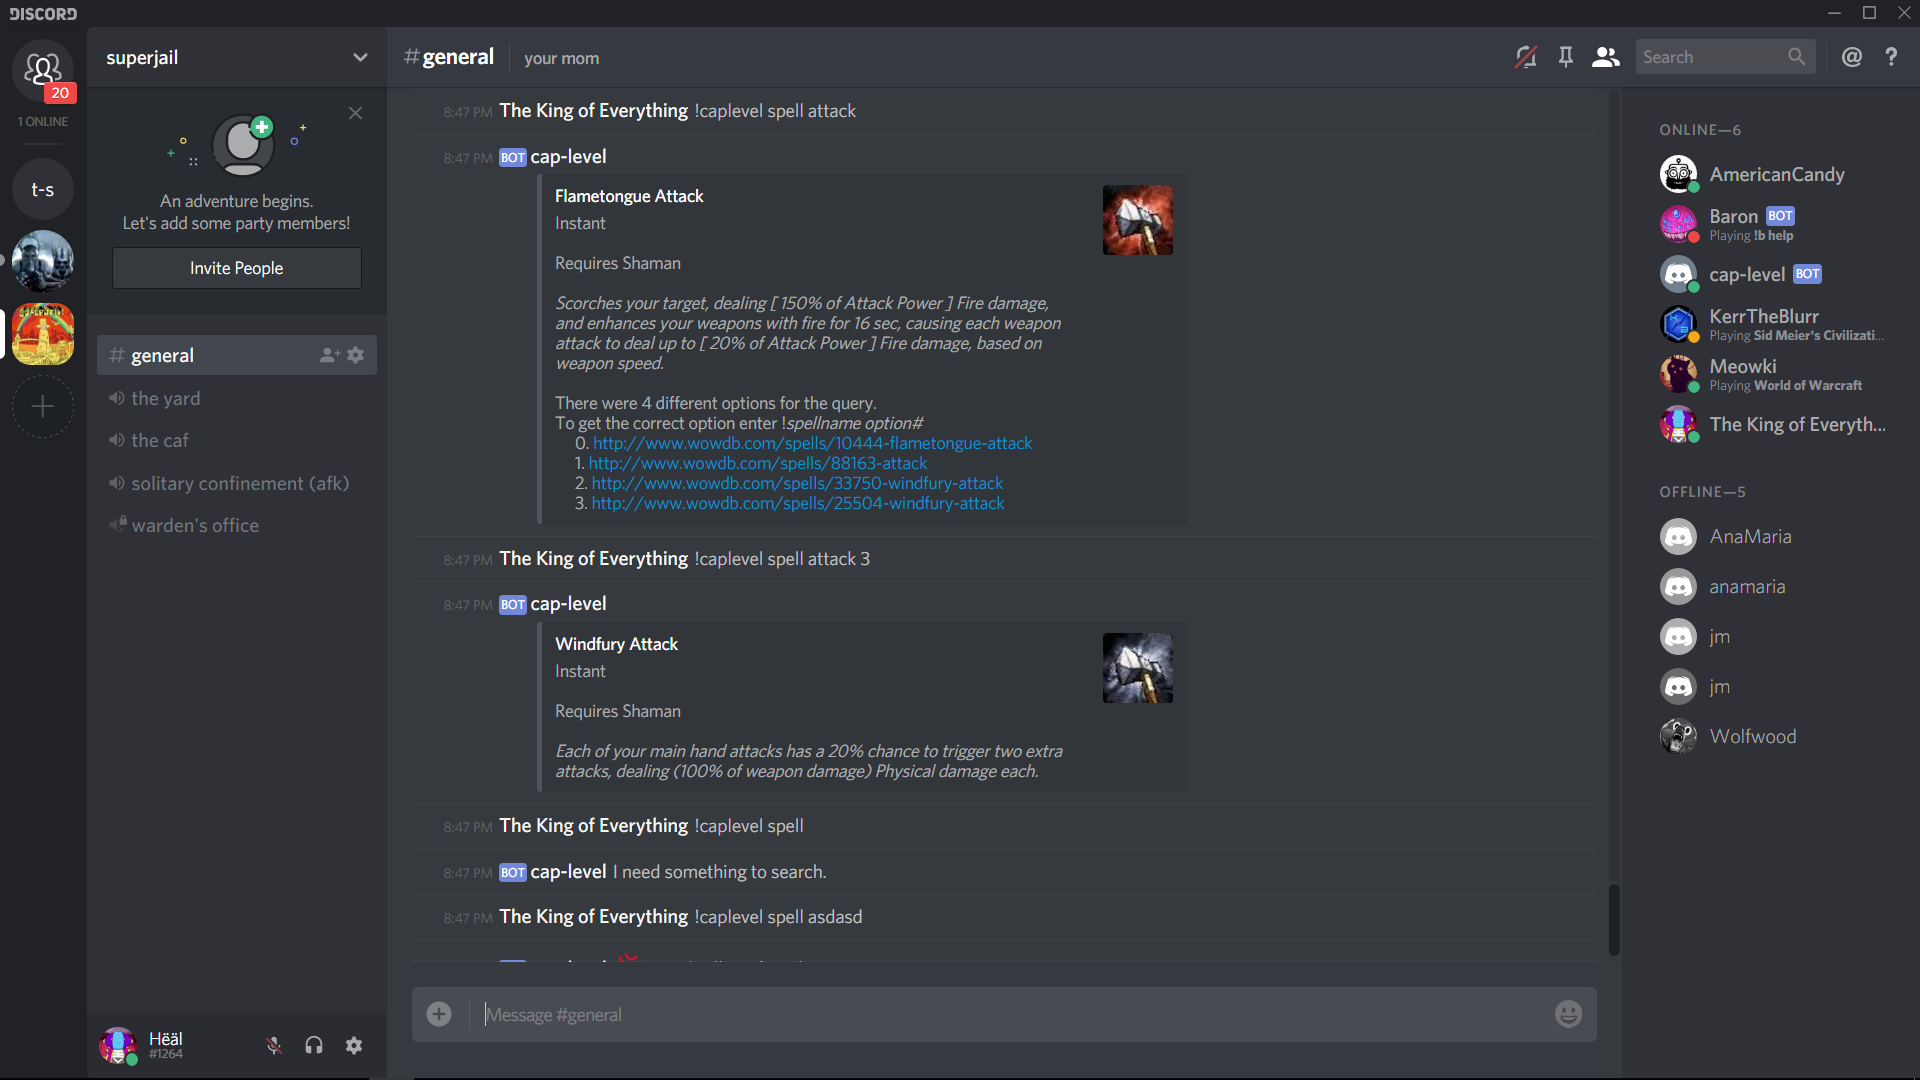 DISCORD
20
1 ONLINE
t-s
superjail
An adventure begins.
Let's add some party members!
Invite People
# general
the yard
the caf
solitary confinement (afk)
warden's office
Hëäl
#1264
# general your mom
Search
@ ?
8:47 PM The King of Everything !caplevel spell attack
8:47 PM BOT cap-level
Flametongue Attack
Instant
Requires Shaman
Scorches your target, dealing [ 150% of Attack Power ] Fire damage,
and enhances your weapons with fire for 16 sec, causing each weapon
attack to deal up to [ 20% of Attack Power ] Fire damage, based on
weapon speed.
There were 4 different options for the query.
To get the correct option enter !spellname option#
0. http://www.wowdb.com/spells/10444-flametongue-attack
1. http://www.wowdb.com/spells/88163-attack
2. http://www.wowdb.com/spells/33750-windfury-attack
3. http://www.wowdb.com/spells/25504-windfury-attack
8:47 PM The King of Everything !caplevel spell attack 3
8:47 PM BOT cap-level
Windfury Attack
Instant
Requires Shaman
Each of your main hand attacks has a 20% chance to trigger two extra
attacks, dealing (100% of weapon damage) Physical damage each.
8:47 PM The King of Everything !caplevel spell
8:47 PM BOT cap-level I need something to search.
8:47 PM The King of Everything !caplevel spell asdasd
Message #general
ONLINE—6
AmericanCandy
Baron BOT
Playing !b help
cap-level BOT
KerrTheBlurr
Playing Sid Meier's Civilizati...
Meowki
Playing World of Warcraft
The King of Everyth...
OFFLINE—5
AnaMaria
anamaria
jm
jm
Wolfwood